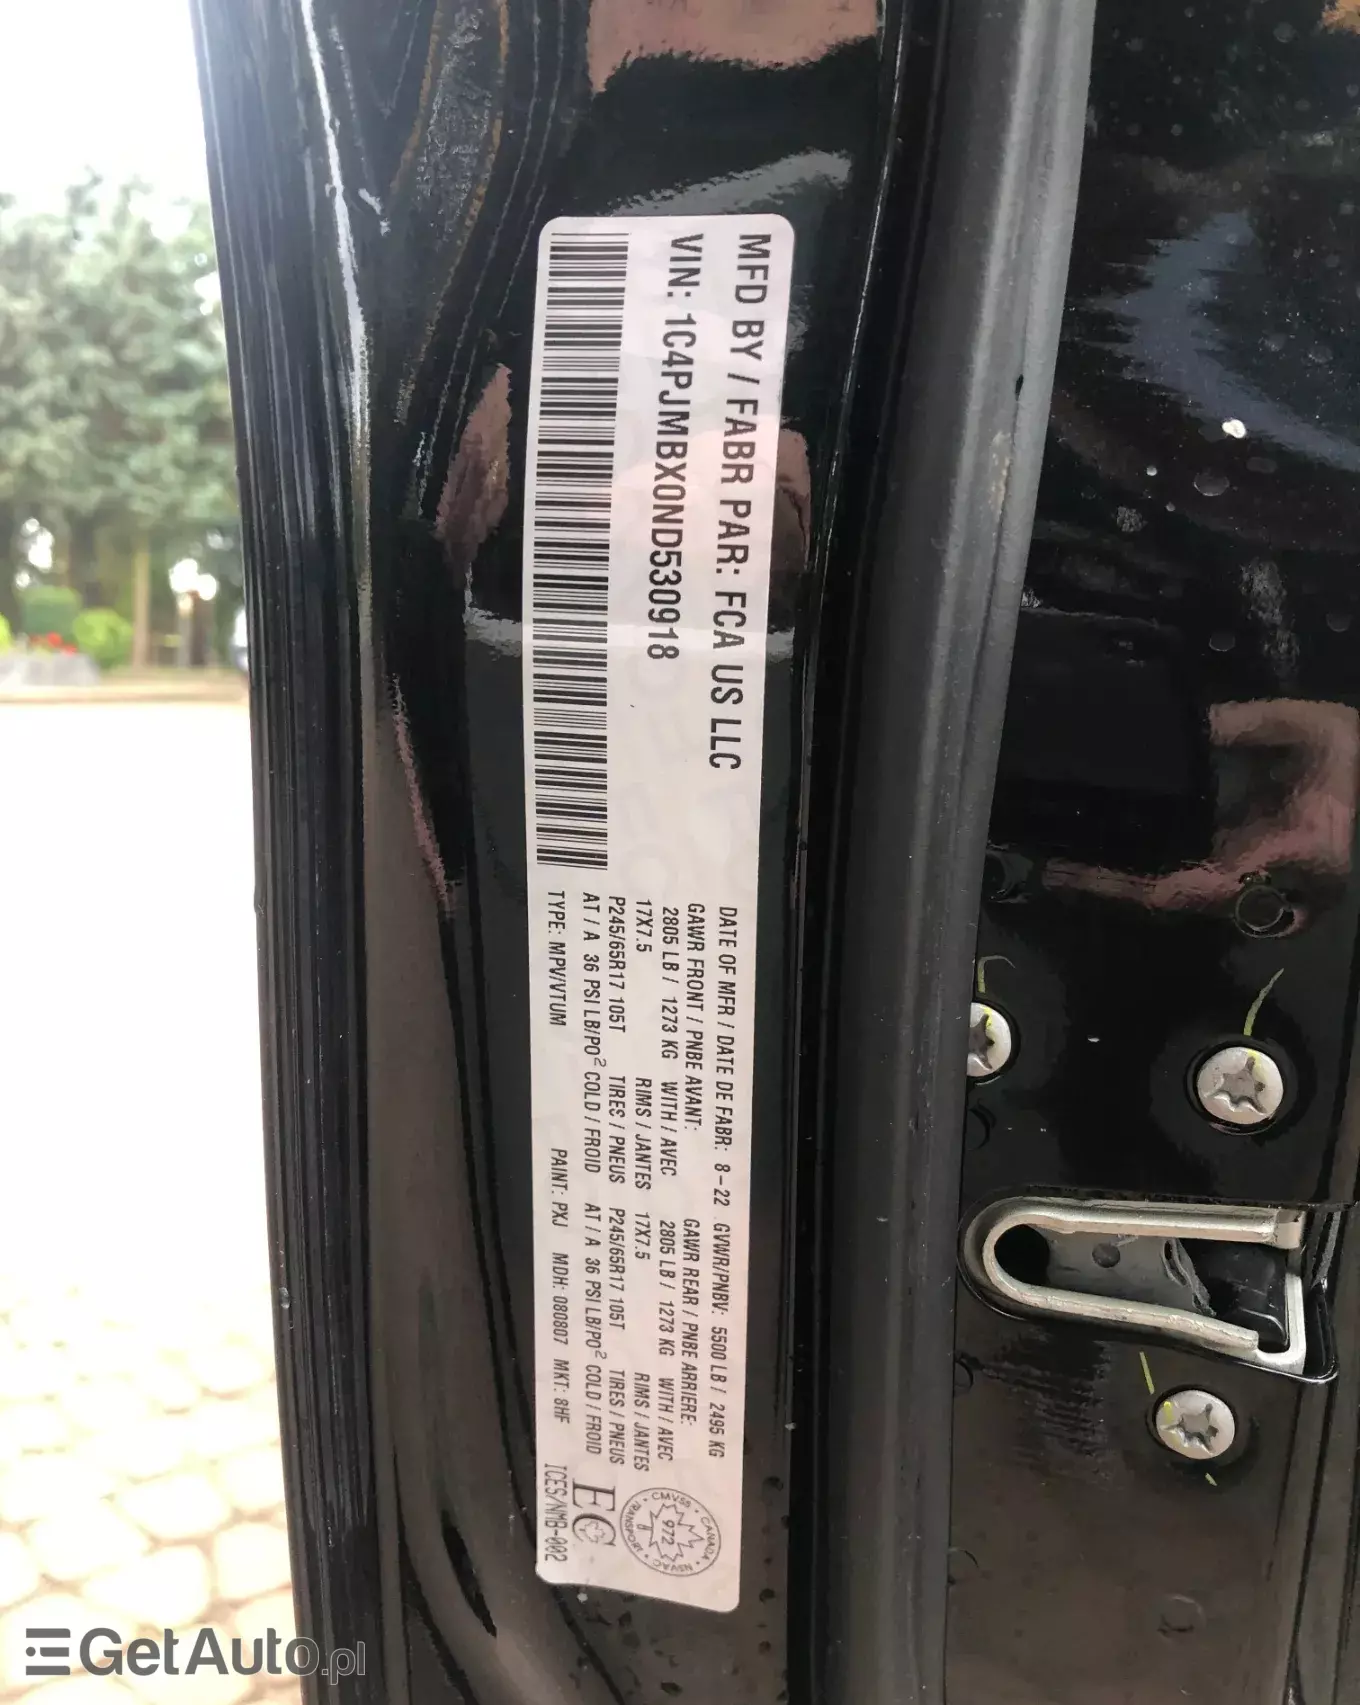 MFD BY / FABR PAR: FCA US LLC
VIN: 1C4PJMBX0ND530918
DATE OF MFR / DATE DE FABR: 8-22 GVWR/PNBV: 5500 LB / 2495 KG
GAWR FRONT / PNBE AVANT: GAWR REAR / PNBE ARRIERE:
2805 LB / 1273 KG WITH / AVEC 2805 LB / 1273 KG WITH / AVEC
17X7.5 RIMS / JANTES 17X7.5 RIMS / JANTES
P245/65R17 105T TIRES / PNEUS P245/65R17 105T TIRES / PNEUS
AT / A 36 PSI LB/PO² COLD / FROID AT / A 36 PSI LB/PO² COLD / FROID
TYPE: MPV/VTUM PAINT: PXJ MDH: 080807 MKT: 8HF ICES/NMB-002
EC
CMVSS · CANADA · NSVAC · TRANSPORT
972
GetAuto.pl